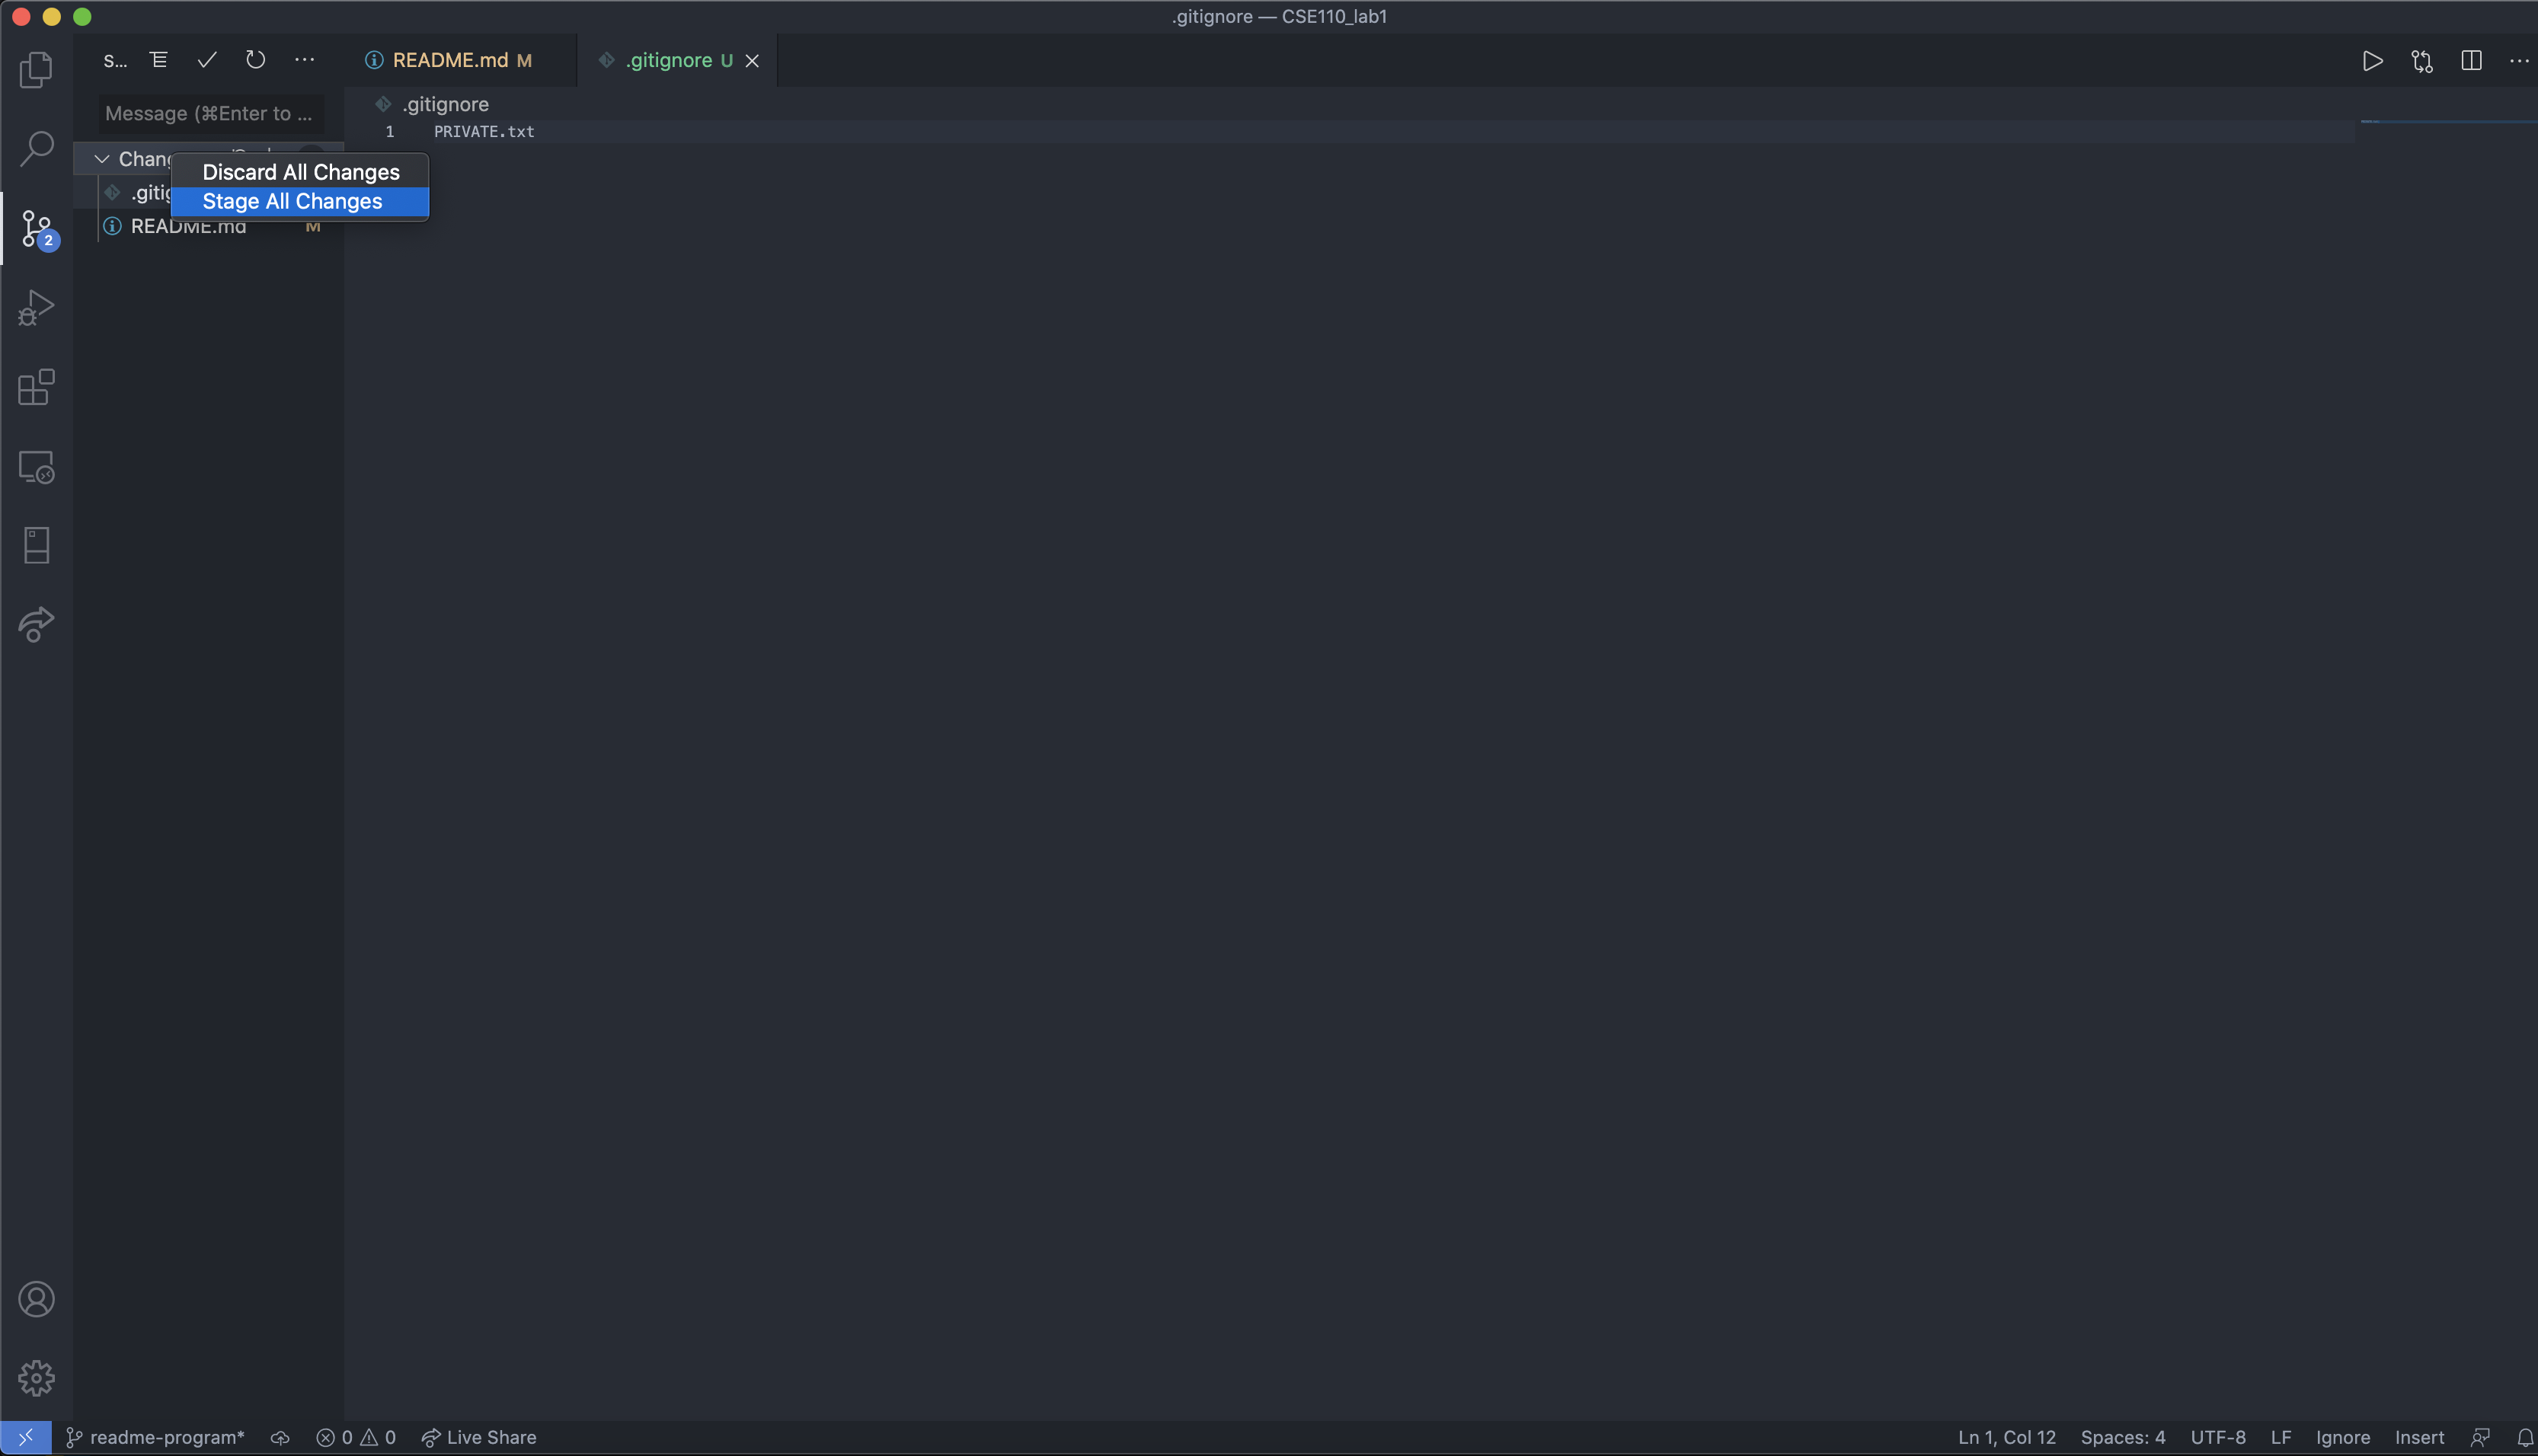 .gitignore — CSE110_lab1
S... README.md M .gitignore U
Message (⌘Enter to ... .gitignore
1 PRIVATE.txt
Chang
Discard All Changes
.gitig
Stage All Changes
README.md M
2
readme-program* 0 0 Live Share Ln 1, Col 12 Spaces: 4 UTF-8 LF Ignore Insert